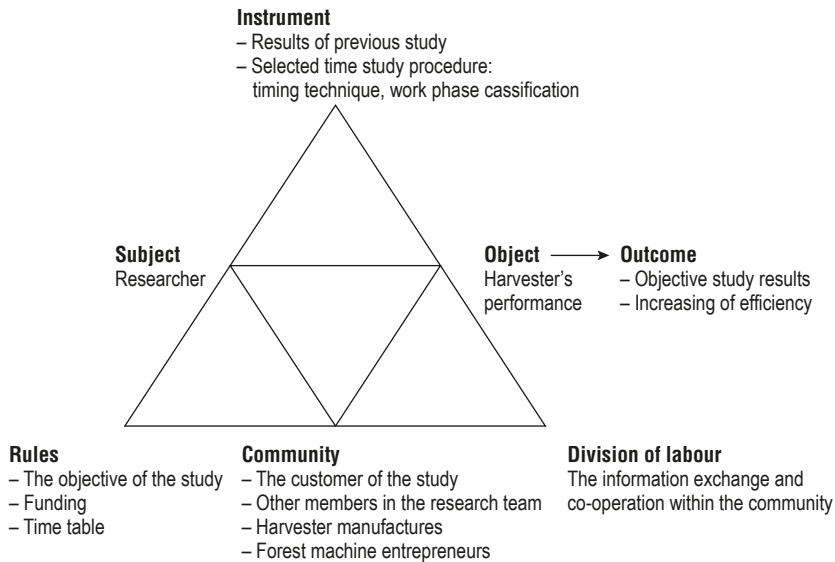 Instrument
– Results of previous study
– Selected time study procedure:
timing technique, work phase cassification
Subject
Researcher
Object
Harvester's
performance
Outcome
– Objective study results
– Increasing of efficiency
Rules
– The objective of the study
– Funding
– Time table
Community
– The customer of the study
– Other members in the research team
– Harvester manufactures
– Forest machine entrepreneurs
Division of labour
The information exchange and
co-operation within the community